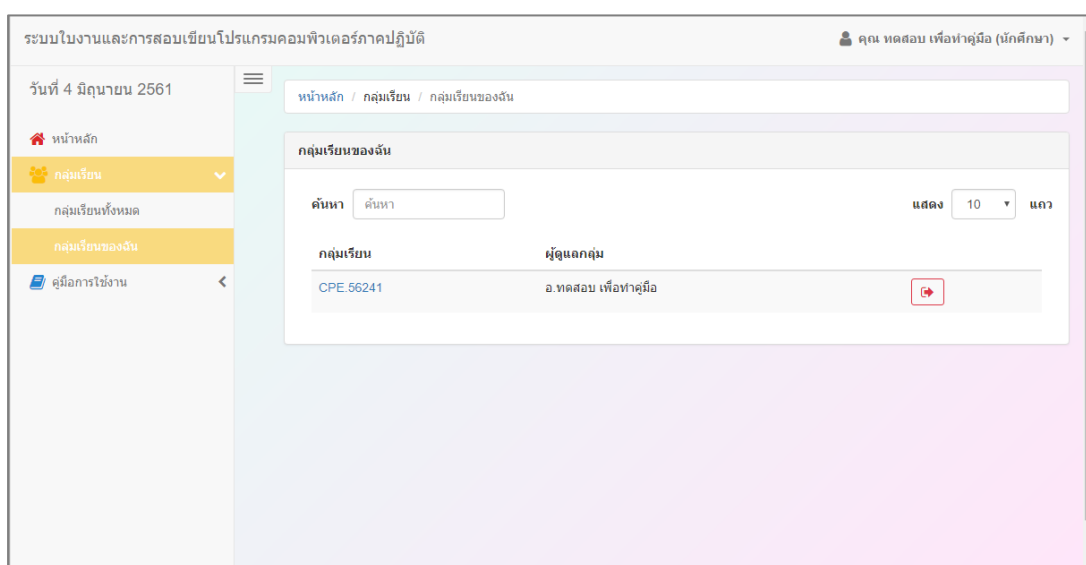 ระบบใบงานและการสอบเขียนโปรแกรมคอมพิวเตอร์ภาคปฏิบัติ
คุณ ทดสอบ เพื่อทำคู่มือ (นักศึกษา)
วันที่ 4 มิถุนายน 2561
หน้าหลัก / กลุ่มเรียน / กลุ่มเรียนของฉัน
หน้าหลัก
กลุ่มเรียน
กลุ่มเรียนทั้งหมด
กลุ่มเรียนของฉัน
คู่มือการใช้งาน
กลุ่มเรียนของฉัน
ค้นหา ค้นหา แสดง 10 แถว
กลุ่มเรียน ผู้ดูแลกลุ่ม
CPE.56241 อ.ทดสอบ เพื่อทำคู่มือ